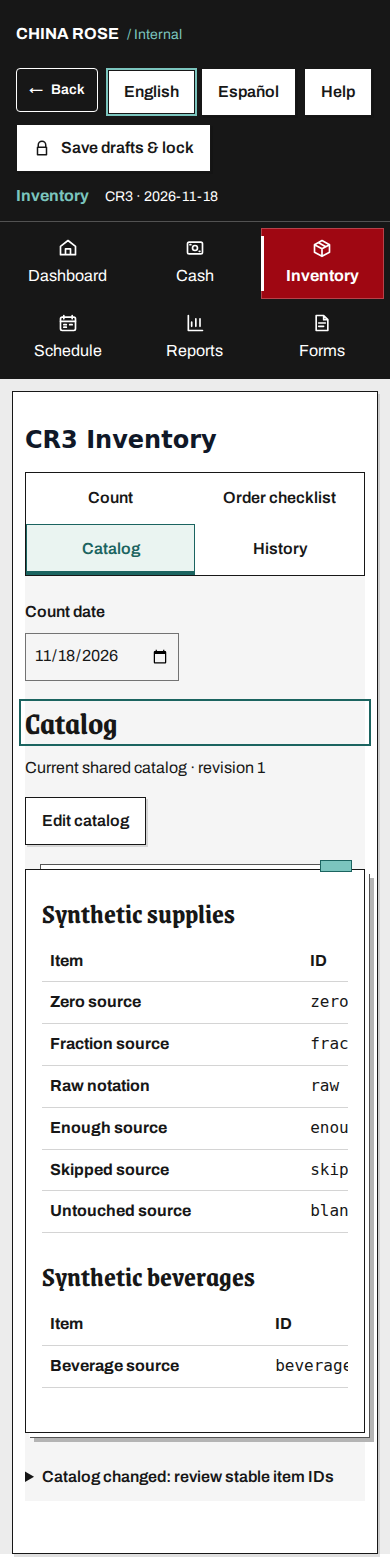 CHINA ROSE / Internal
← Back English Español Help
Save drafts & lock
Inventory CR3 · 2026-11-18
Dashboard Cash Inventory
Schedule Reports Forms
CR3 Inventory
Count Order checklist
Catalog History
Count date
11/18/2026
Catalog
Current shared catalog · revision 1
Edit catalog
Synthetic supplies
Item ID
Zero source zero
Fraction source frac
Raw notation raw
Enough source enou
Skipped source skip
Untouched source blan
Synthetic beverages
Item ID
Beverage source beverage
Catalog changed: review stable item IDs